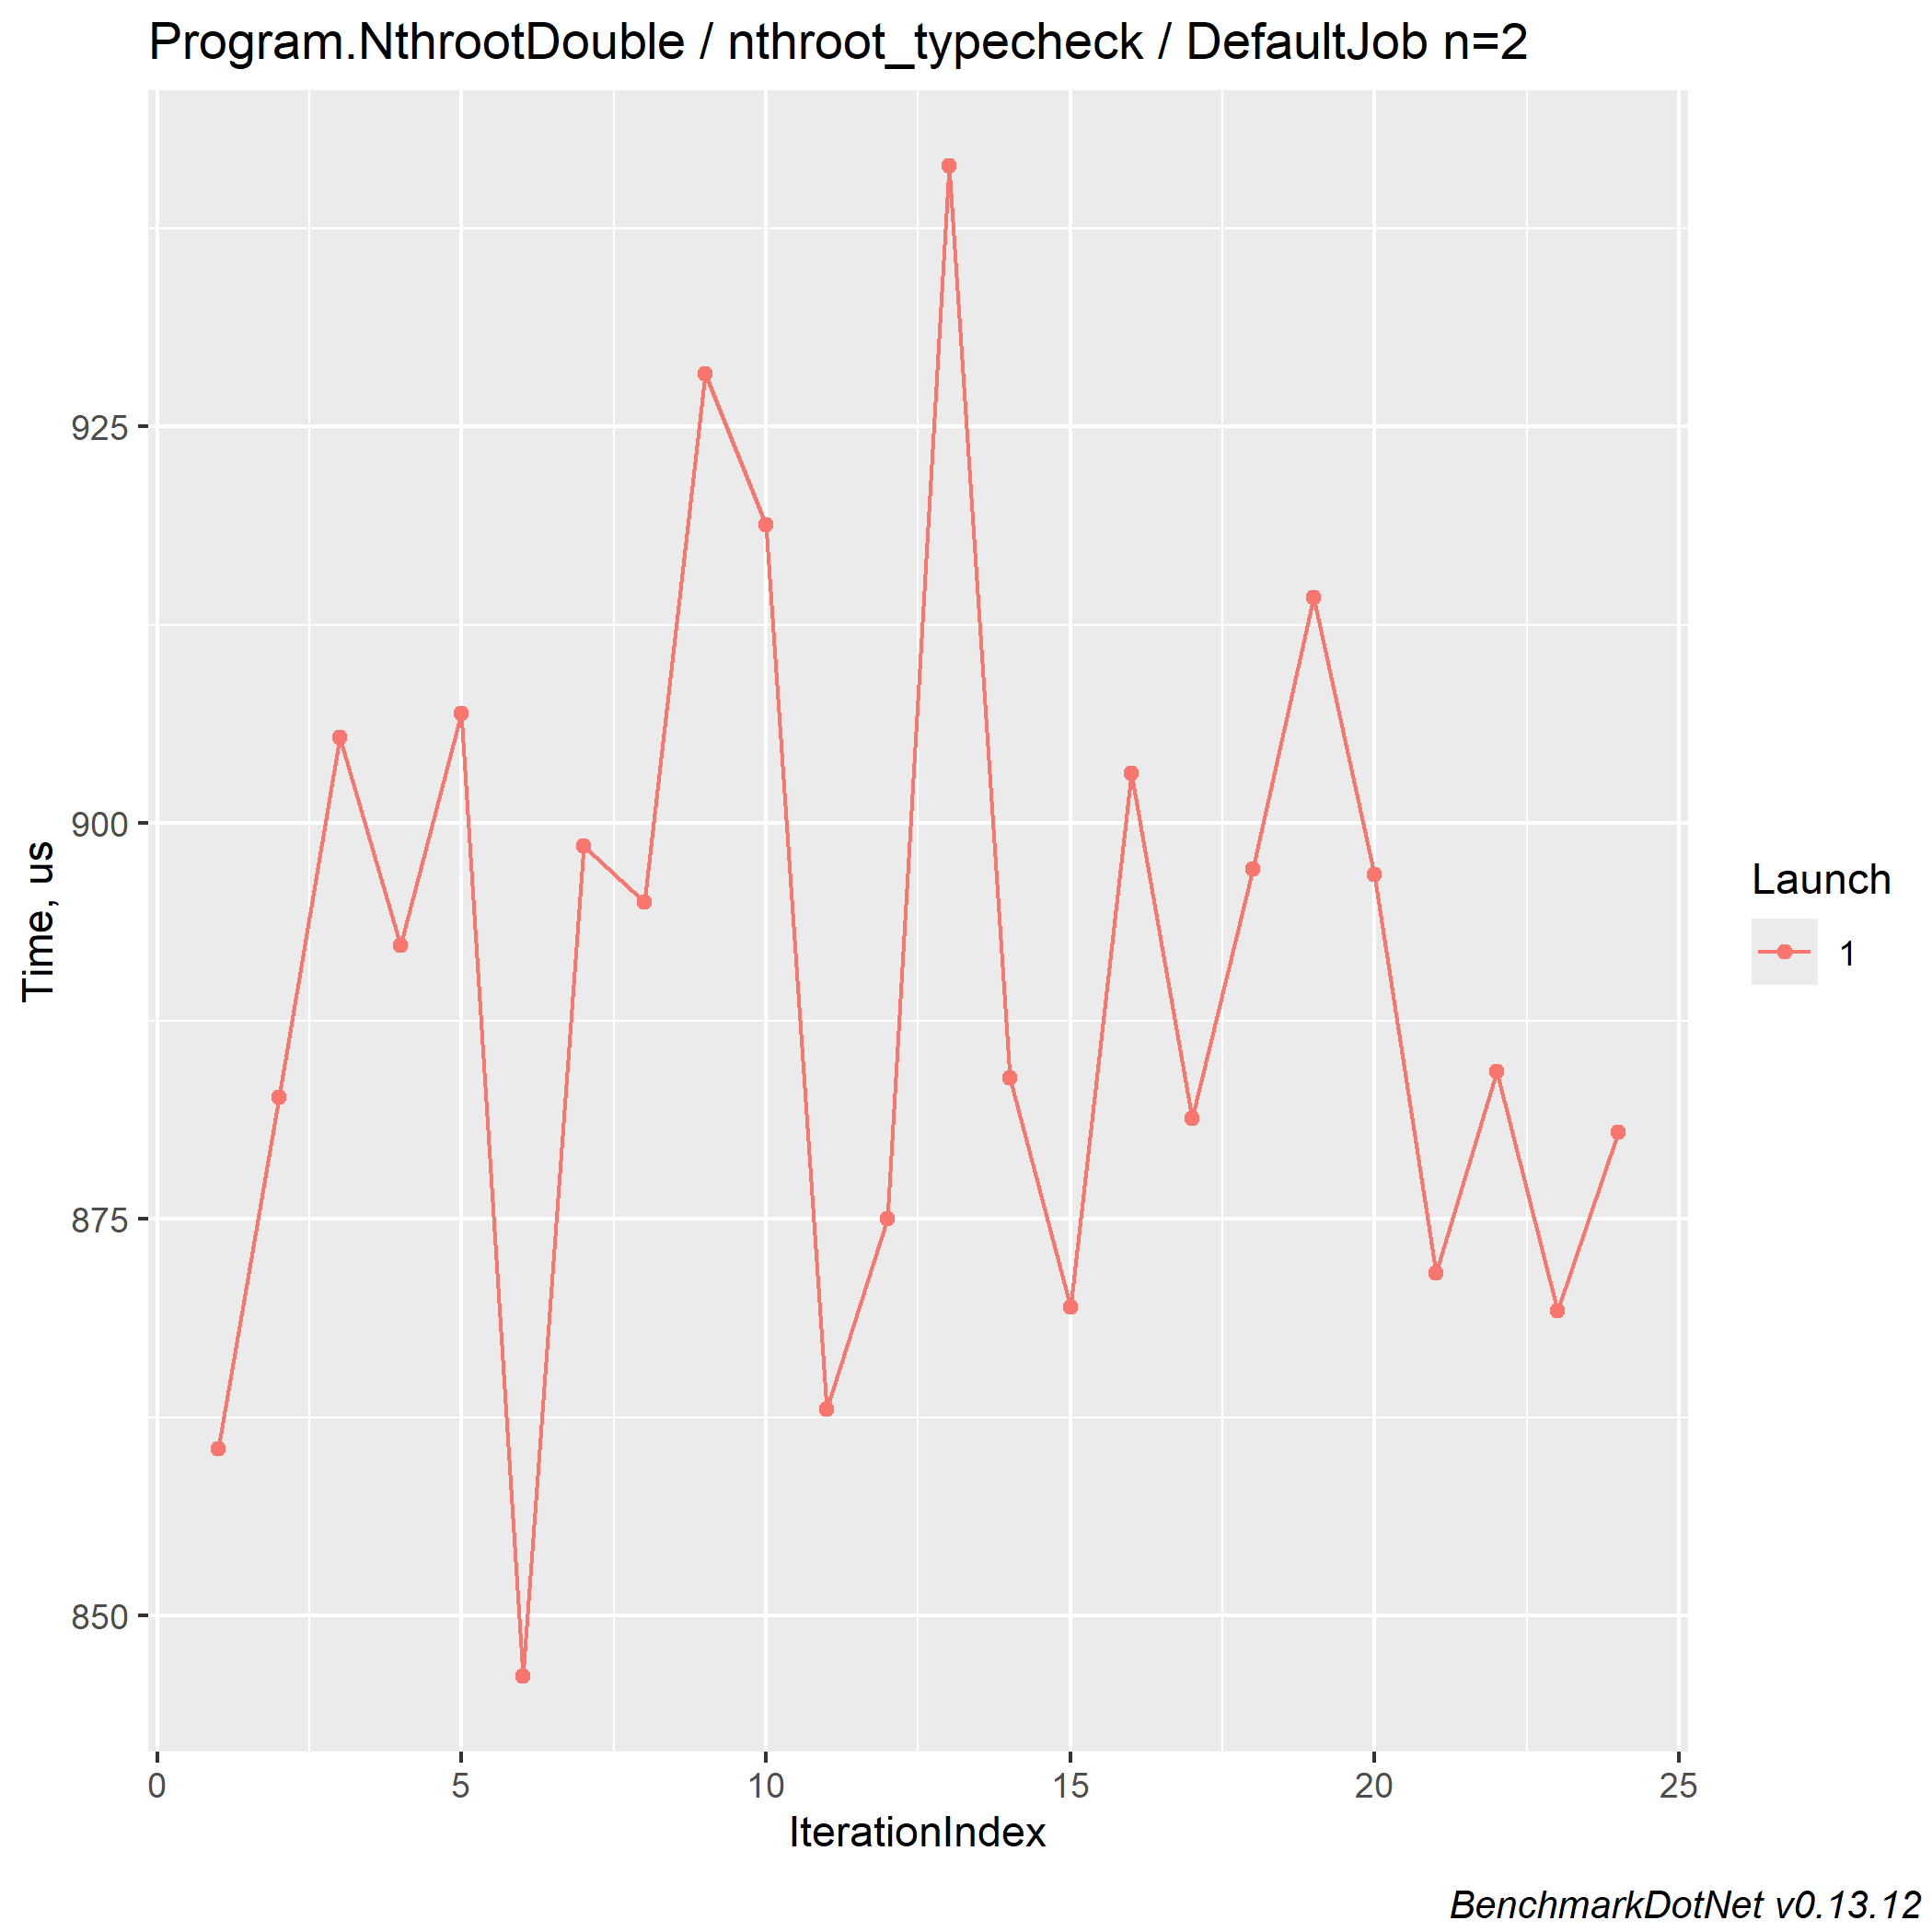 Program.NthrootDouble / nthroot_typecheck / DefaultJob n=2
Time, us
925
900
875
850
0 5 10 15 20 25
IterationIndex
Launch
1
BenchmarkDotNet v0.13.12